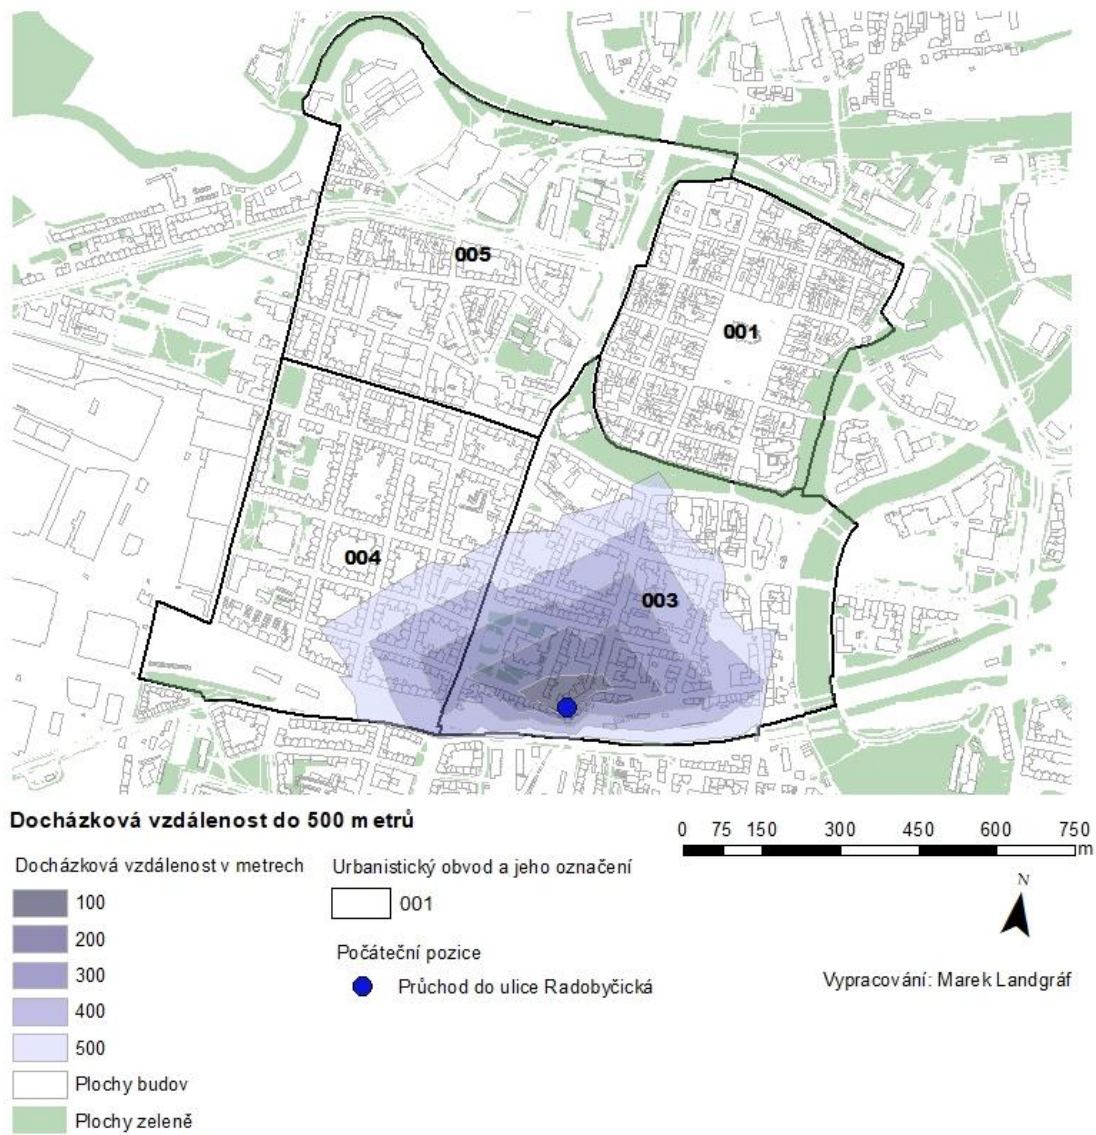 005
001
004
003
Docházková vzdálenost do 500 metrů
0 75 150 300 450 600 750
m
Docházková vzdálenost v metrech
100
200
300
400
500
Plochy budov
Plochy zeleně
Urbanistický obvod a jeho označení
001
Počáteční pozice
Průchod do ulice Radobyčická
N
Vypracování: Marek Landgráf